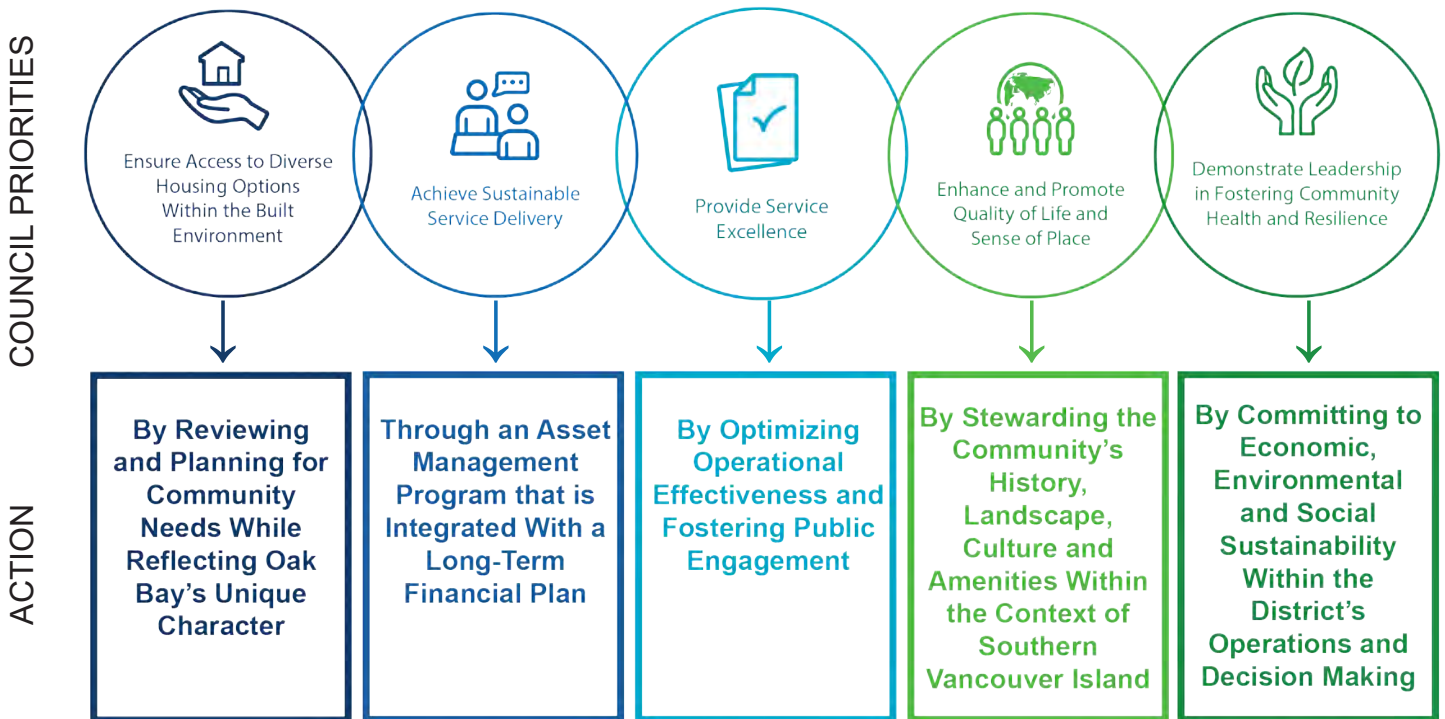 COUNCIL PRIORITIES
Ensure Access to Diverse
Housing Options
Within the Built
Environment
Achieve Sustainable
Service Delivery
Provide Service
Excellence
Enhance and Promote
Quality of Life and
Sense of Place
Demonstrate Leadership
in Fostering Community
Health and Resilience
ACTION
By Reviewing
and Planning for
Community
Needs While
Reflecting Oak
Bay’s Unique
Character
Through an Asset
Management
Program that is
Integrated With a
Long-Term
Financial Plan
By Optimizing
Operational
Effectiveness and
Fostering Public
Engagement
By Stewarding the
Community’s
History,
Landscape,
Culture and
Amenities Within
the Context of
Southern
Vancouver Island
By Committing to
Economic,
Environmental
and Social
Sustainability
Within the
District’s
Operations and
Decision Making